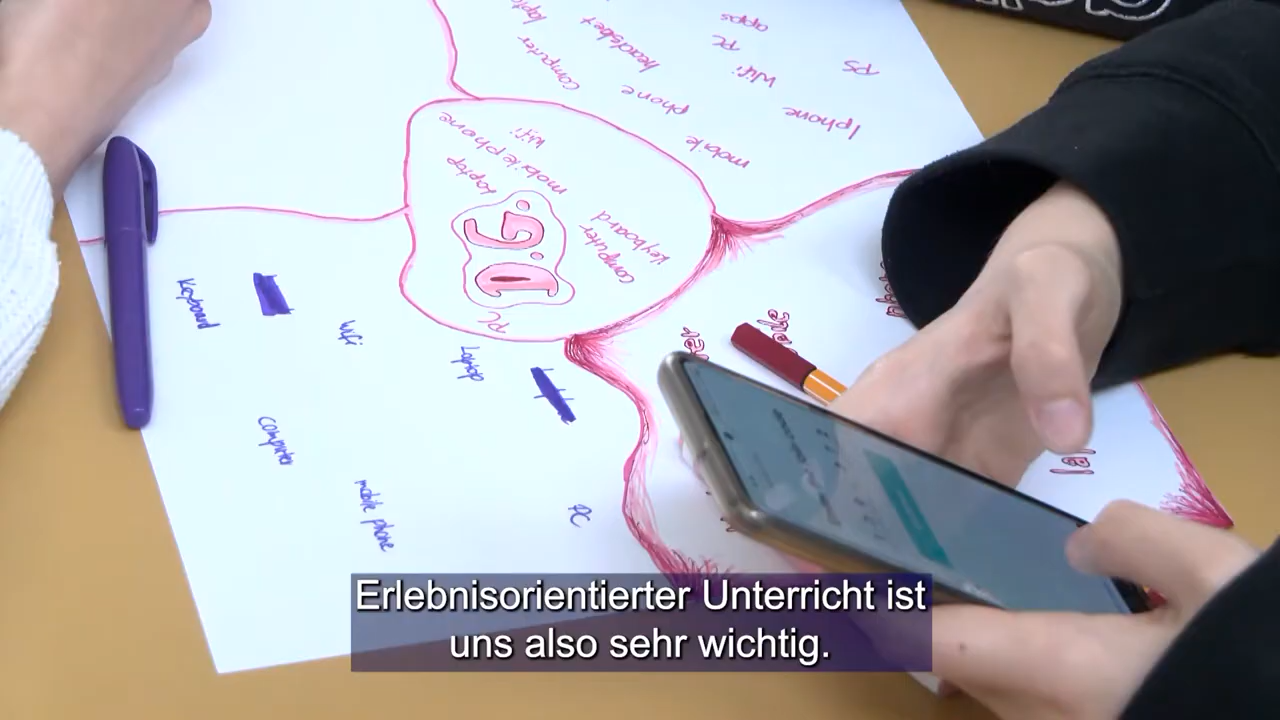 apps
PC
PS
headset
wifi
computer
phone
Iphone
mobile
mobile phone
wifi
Laptop
keyboard
computer
D.G.
PC
Keyboard
wifi
Laptop
computer
mobile phone
PC
Erlebnisorientierter Unterricht ist
uns also sehr wichtig.